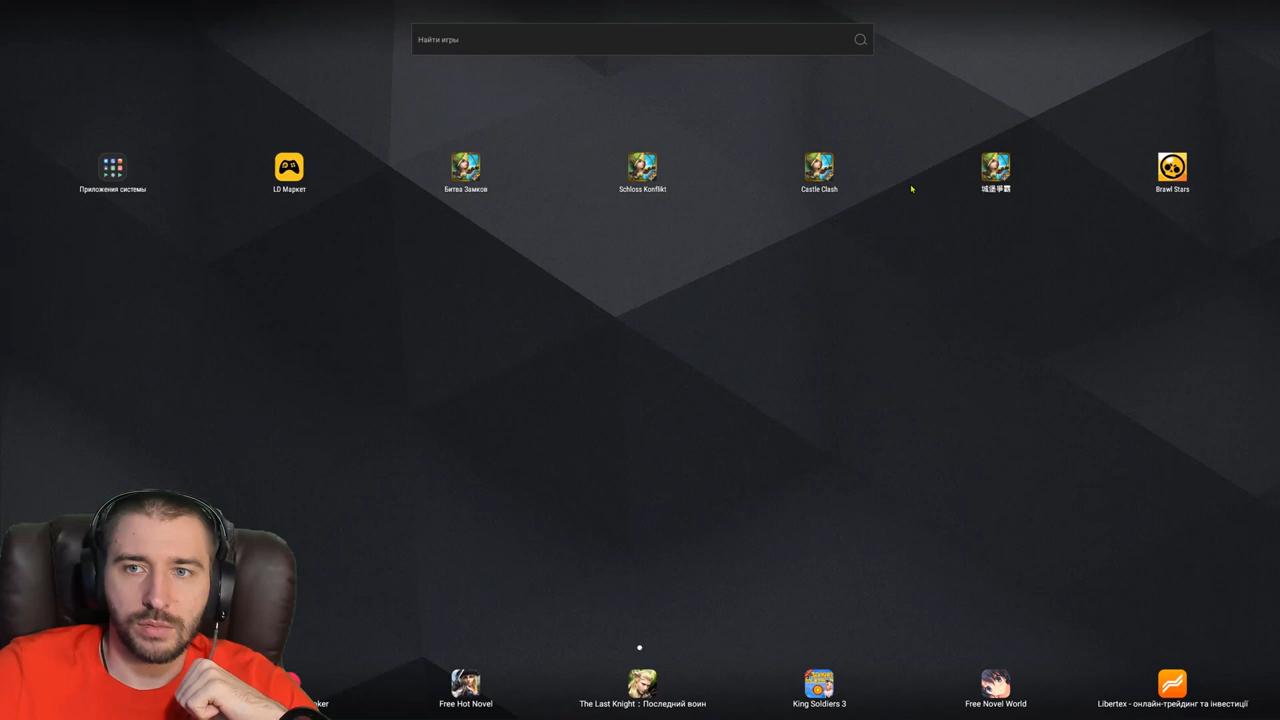 Найти игры
Приложения системы
LD Маркет
Битва Замков
Schloss Konflikt
Castle Clash
城堡爭霸
Brawl Stars
Free Hot Novel
The Last Knight : Последний воин
King Soldiers 3
Free Novel World
Libertex - онлайн-трейдинг та інвестиції